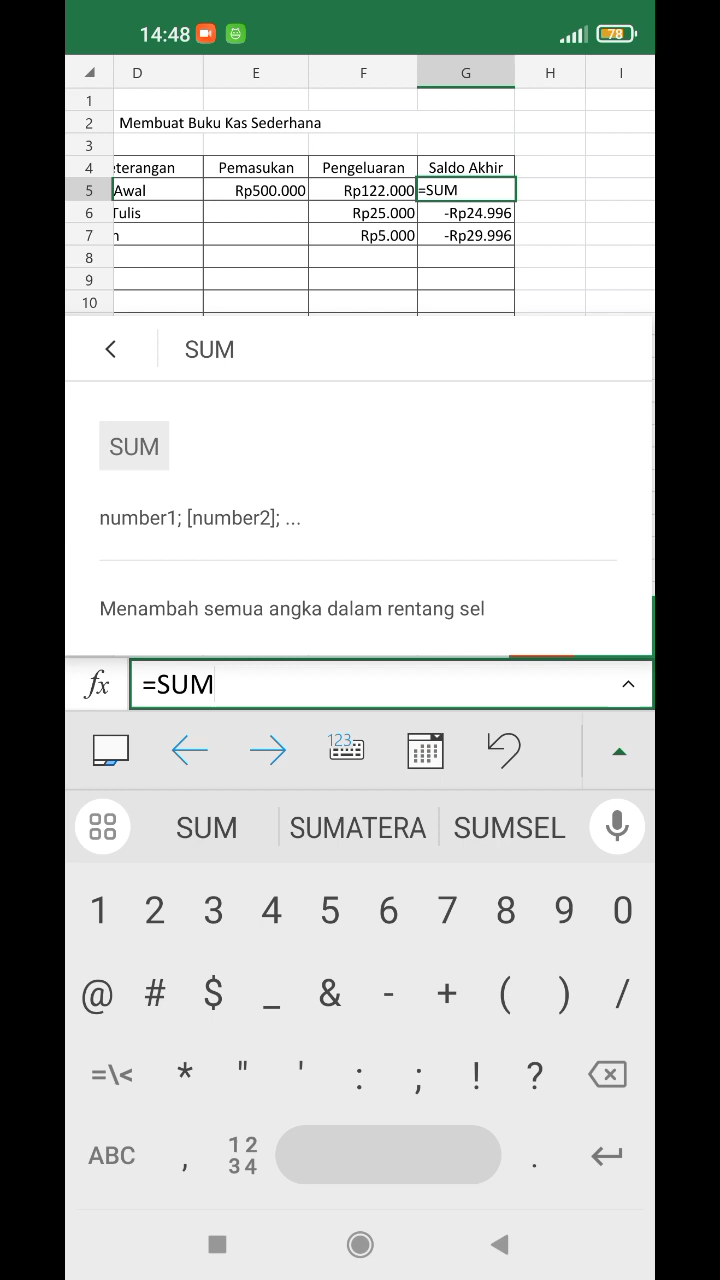 14:48 78
D E F G H I
1
2 Membuat Buku Kas Sederhana
3
4 terangan Pemasukan Pengeluaran Saldo Akhir
5 Awal Rp500.000 Rp122.000 =SUM
6 Tulis Rp25.000 -Rp24.996
7 n Rp5.000 -Rp29.996
8
9
10
SUM
SUM
number1; [number2]; ...
Menambah semua angka dalam rentang sel
fx =SUM
123
SUM SUMATERA SUMSEL
1 2 3 4 5 6 7 8 9 0
@ # $ _ & - + ( ) /
=\< * " ' : ; ! ?
ABC , 12 .
34